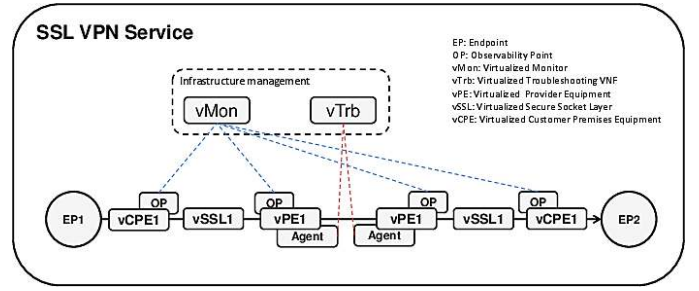 SSL VPN Service
EP: Endpoint
OP: Observability Point
vMon: Virtualized Monitor
vTrb: Virtualized Troubleshooting VNF
vPE: Virtualized Provider Equipment
vSSL: Virtualized Secure Socket Layer
vCPE: Virtualized Customer Premises Equipment
Infrastructure management
vMon vTrb
OP OP OP OP
EP1 vCPE1 vSSL1 vPE1 vPE1 vSSL1 vCPE1 EP2
Agent Agent